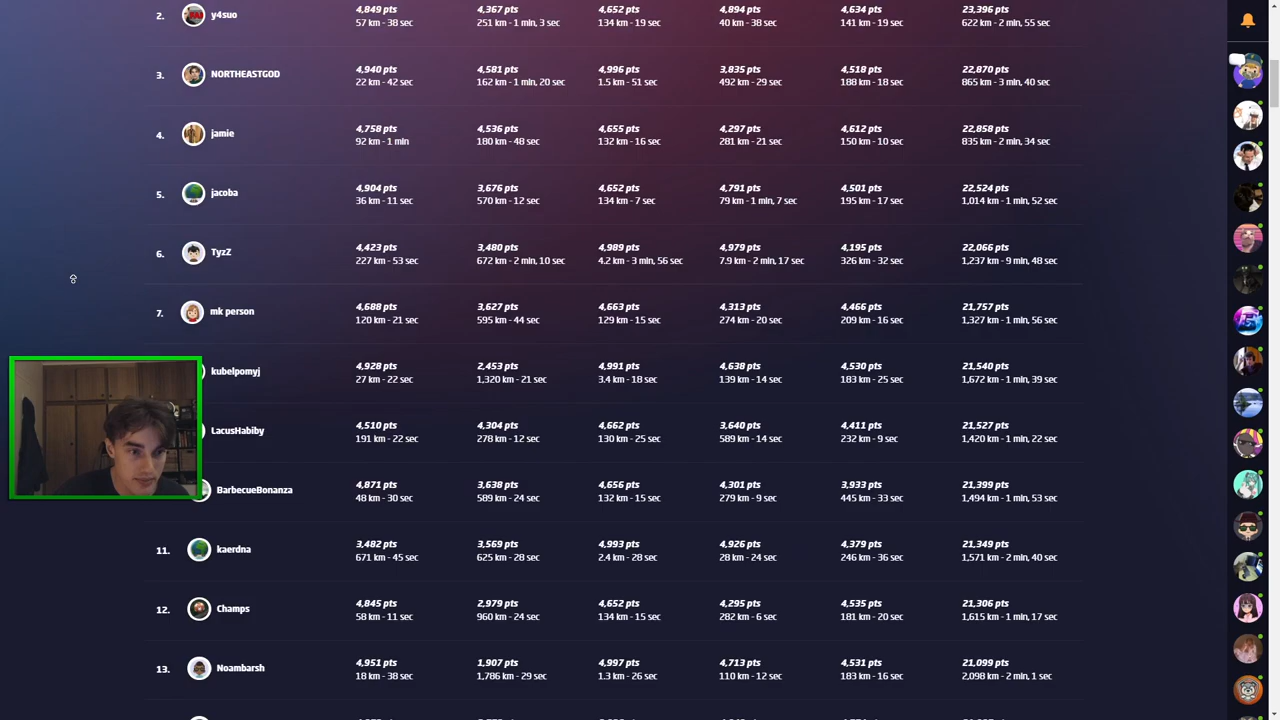 2. y4suo 4,849 pts 4,367 pts 4,652 pts 4,894 pts 4,634 pts 23,396 pts
57 km - 38 sec 251 km - 1 min, 3 sec 134 km - 19 sec 40 km - 38 sec 141 km - 19 sec 622 km - 2 min, 55 sec
3. NORTHEASTGOD 4,940 pts 4,581 pts 4,996 pts 3,835 pts 4,518 pts 22,870 pts
22 km - 42 sec 162 km - 1 min, 20 sec 1.5 km - 51 sec 492 km - 29 sec 188 km - 18 sec 865 km - 3 min, 40 sec
4. jamie 4,758 pts 4,536 pts 4,655 pts 4,297 pts 4,612 pts 22,858 pts
92 km - 1 min 180 km - 48 sec 132 km - 16 sec 281 km - 21 sec 150 km - 10 sec 835 km - 2 min, 34 sec
5. jacoba 4,904 pts 3,676 pts 4,652 pts 4,791 pts 4,501 pts 22,524 pts
36 km - 11 sec 570 km - 12 sec 134 km - 7 sec 79 km - 1 min, 7 sec 195 km - 17 sec 1,014 km - 1 min, 52 sec
6. TyzZ 4,423 pts 3,480 pts 4,989 pts 4,979 pts 4,195 pts 22,066 pts
227 km - 53 sec 672 km - 2 min, 10 sec 4.2 km - 3 min, 56 sec 7.9 km - 2 min, 17 sec 326 km - 32 sec 1,237 km - 9 min, 48 sec
7. mk person 4,688 pts 3,627 pts 4,663 pts 4,313 pts 4,466 pts 21,757 pts
120 km - 21 sec 595 km - 44 sec 129 km - 15 sec 274 km - 20 sec 209 km - 16 sec 1,327 km - 1 min, 56 sec
kubelpomyj 4,928 pts 2,453 pts 4,991 pts 4,638 pts 4,530 pts 21,540 pts
27 km - 22 sec 1,320 km - 21 sec 3.4 km - 18 sec 139 km - 14 sec 183 km - 25 sec 1,672 km - 1 min, 39 sec
LacusHabiby 4,510 pts 4,304 pts 4,662 pts 3,640 pts 4,411 pts 21,527 pts
191 km - 22 sec 278 km - 12 sec 130 km - 25 sec 589 km - 14 sec 232 km - 9 sec 1,420 km - 1 min, 22 sec
BarbecueBonanza 4,871 pts 3,638 pts 4,656 pts 4,301 pts 3,933 pts 21,399 pts
48 km - 30 sec 589 km - 24 sec 132 km - 15 sec 279 km - 9 sec 445 km - 33 sec 1,494 km - 1 min, 53 sec
11. kaerdna 3,482 pts 3,569 pts 4,993 pts 4,926 pts 4,379 pts 21,349 pts
671 km - 45 sec 625 km - 28 sec 2.4 km - 28 sec 28 km - 24 sec 246 km - 36 sec 1,571 km - 2 min, 40 sec
12. Champs 4,845 pts 2,979 pts 4,652 pts 4,295 pts 4,535 pts 21,306 pts
58 km - 11 sec 960 km - 24 sec 134 km - 15 sec 282 km - 6 sec 181 km - 20 sec 1,615 km - 1 min, 17 sec
13. Noambarsh 4,951 pts 1,907 pts 4,997 pts 4,713 pts 4,531 pts 21,099 pts
18 km - 38 sec 1,786 km - 29 sec 1.3 km - 26 sec 110 km - 12 sec 183 km - 16 sec 2,098 km - 2 min, 1 sec